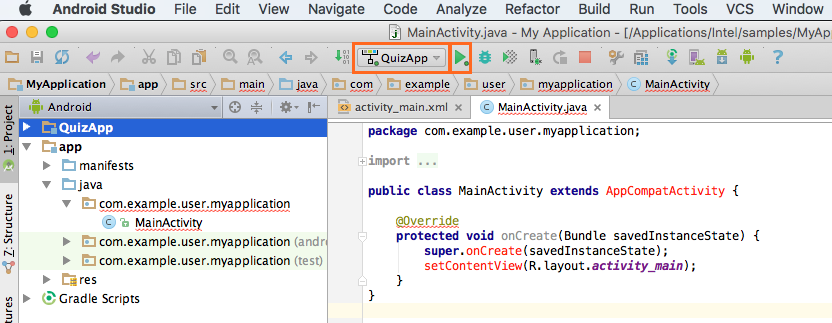 Android Studio File Edit View Navigate Code Analyze Refactor Build Run Tools VCS Window
MainActivity.java - My Application - [/Applications/Intel/samples/MyApp
QuizApp
MyApplication app src main java com example user myapplication MainActivity
1: Project
Android
activity_main.xml
MainActivity.java
QuizApp
app
manifests
java
com.example.user.myapplication
MainActivity
com.example.user.myapplication (andro
com.example.user.myapplication (test)
res
Gradle Scripts
Z: Structure
package com.example.user.myapplication;
import ...
public class MainActivity extends AppCompatActivity {
@Override
protected void onCreate(Bundle savedInstanceState) {
super.onCreate(savedInstanceState);
setContentView(R.layout.activity_main);
}
}